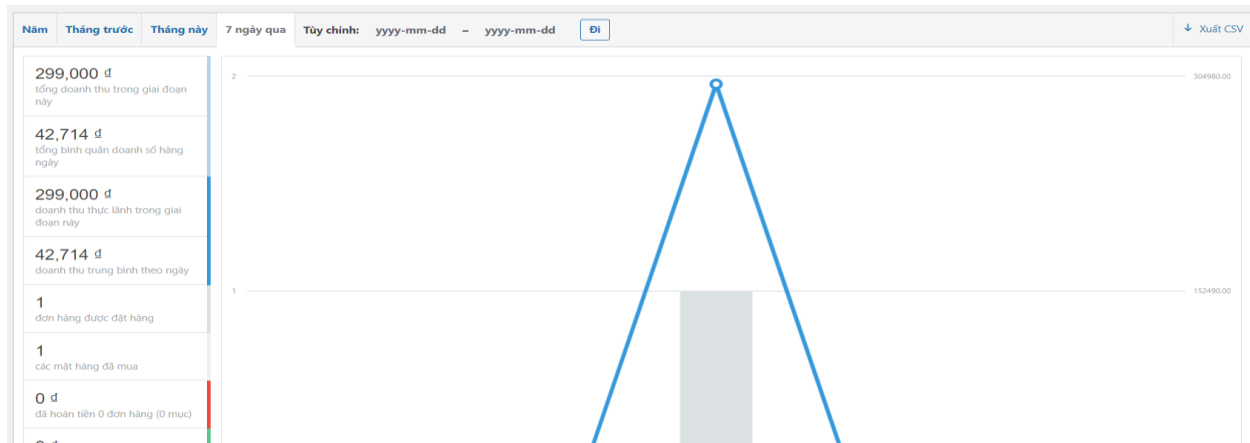 Năm Tháng trước Tháng này 7 ngày qua Tùy chỉnh: yyyy-mm-dd – yyyy-mm-dd Đi Xuất CSV
299,000 ₫
tổng doanh thu trong giai đoạn
này
42,714 ₫
tổng bình quân doanh số hàng
ngày
299,000 ₫
doanh thu thực lãnh trong giai
đoạn này
42,714 ₫
doanh thu trung bình theo ngày
1
đơn hàng được đặt hàng
1
các mặt hàng đã mua
0 ₫
đã hoàn tiền 0 đơn hàng (0 mục)
2 304980.00
1 152490.00